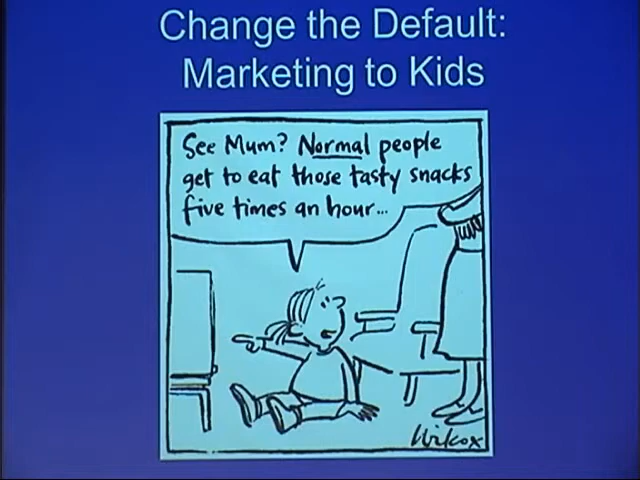 Change the Default:
Marketing to Kids
See Mum? Normal people
get to eat those tasty snacks
five times an hour...
Wilcox